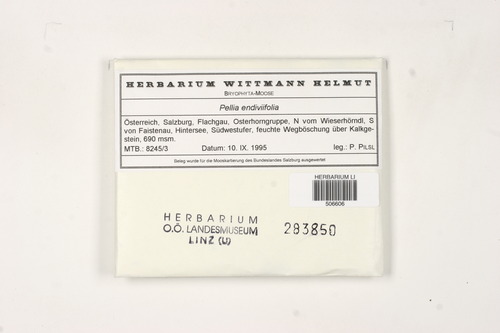 HERBARIUM WITTMANN HELMUT
BRYOPHYTA-MOOSE
Pellia endiviifolia
Österreich, Salzburg, Flachgau, Osterhorngruppe, N vom Wieserhörndl, S
von Faistenau, Hintersee, Südwestufer, feuchte Wegböschung über Kalkge-
stein, 690 msm.
MTB.: 8245/3 Datum: 10. IX. 1995 leg.: P. PILSL
Beleg wurde für die Mooskartierung des Bundeslandes Salzburg ausgewertet
HERBARIUM LI
506606
HERBARIUM
O.Ö. LANDESMUSEUM
LINZ (LI)
283850